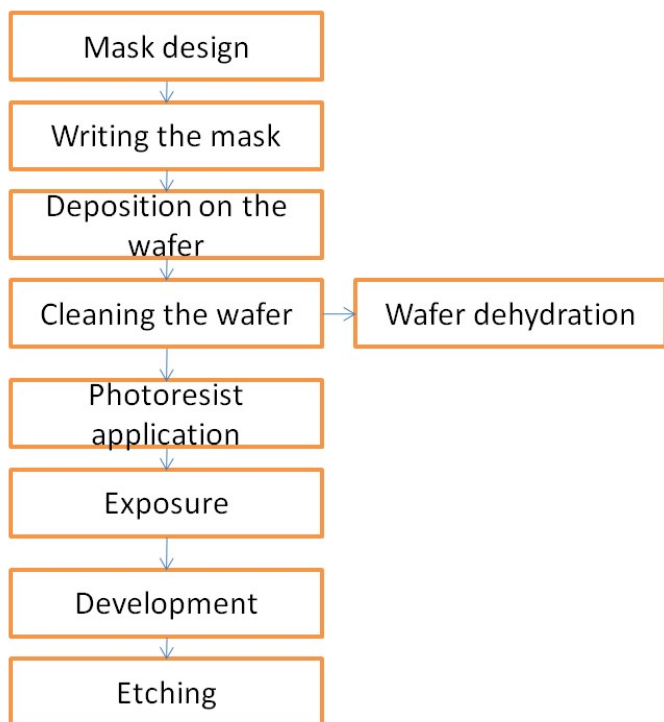 Mask design
Writing the mask
Deposition on the
wafer
Cleaning the wafer
Wafer dehydration
Photoresist
application
Exposure
Development
Etching